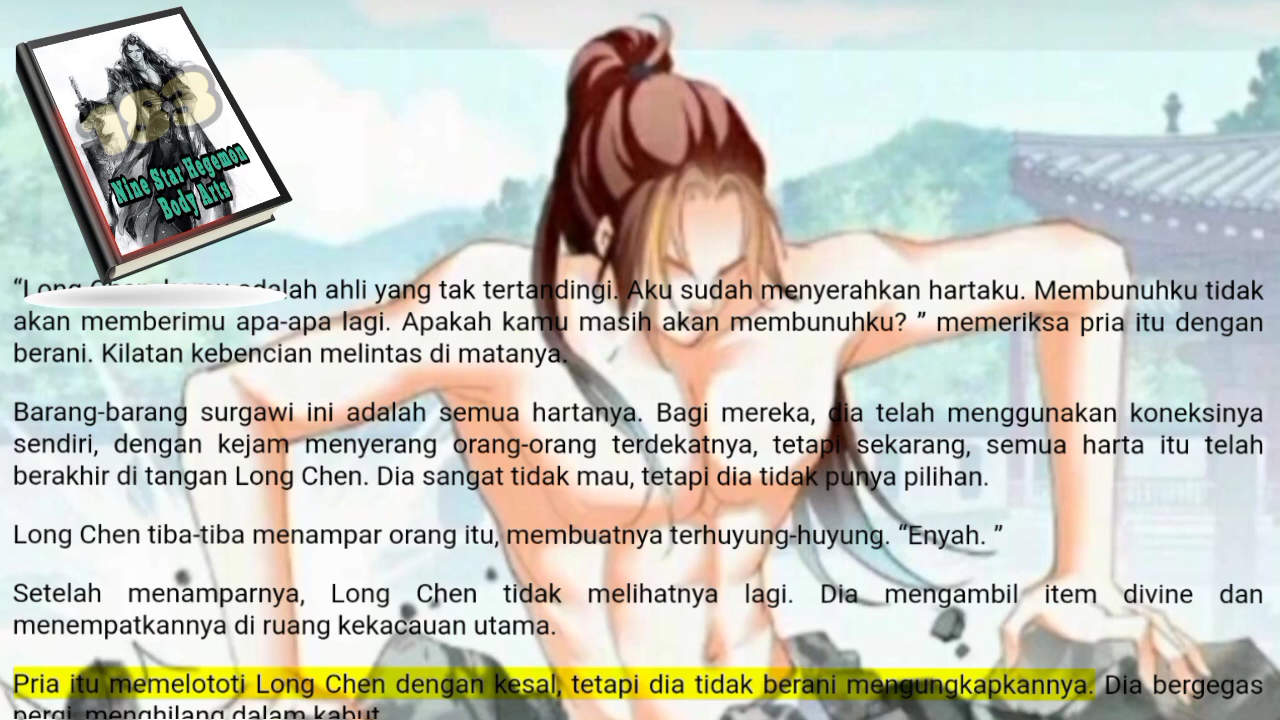 183
Nine Star Hegemon
Body Arts
“Long Chen, kamu adalah ahli yang tak tertandingi. Aku sudah menyerahkan hartaku. Membunuhku tidak
akan memberimu apa-apa lagi. Apakah kamu masih akan membunuhku? ” memeriksa pria itu dengan
berani. Kilatan kebencian melintas di matanya.
Barang-barang surgawi ini adalah semua hartanya. Bagi mereka, dia telah menggunakan koneksinya
sendiri, dengan kejam menyerang orang-orang terdekatnya, tetapi sekarang, semua harta itu telah
berakhir di tangan Long Chen. Dia sangat tidak mau, tetapi dia tidak punya pilihan.
Long Chen tiba-tiba menampar orang itu, membuatnya terhuyung-huyung. “Enyah. ”
Setelah menamparnya, Long Chen tidak melihatnya lagi. Dia mengambil item divine dan
menempatkannya di ruang kekacauan utama.
Pria itu memelototi Long Chen dengan kesal, tetapi dia tidak berani mengungkapkannya. Dia bergegas
pergi, menghilang dalam kabut.